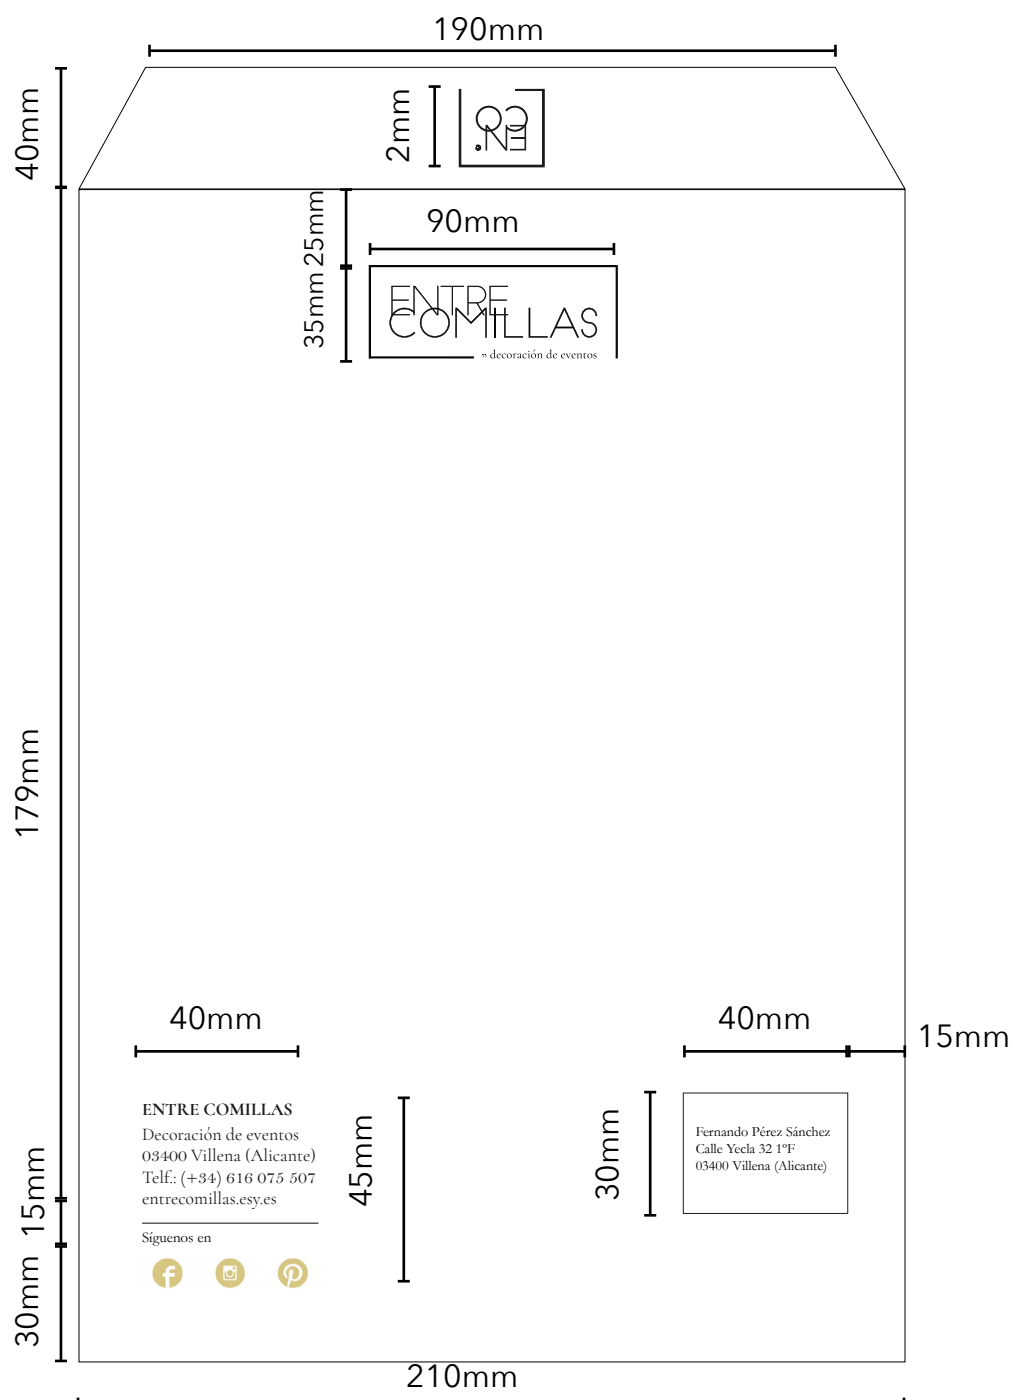 190mm
40mm
2mm
EN.
CO
25mm
90mm
35mm
ENTRE
COMILLAS
” decoración de eventos
179mm
40mm
40mm
15mm
ENTRE COMILLAS
Decoración de eventos
03400 Villena (Alicante)
Telf.: (+34) 616 075 507
entrecomillas.esy.es
Síguenos en
45mm
30mm
Fernando Pérez Sánchez
Calle Yecla 32 1ºF
03400 Villena (Alicante)
15mm
30mm
210mm